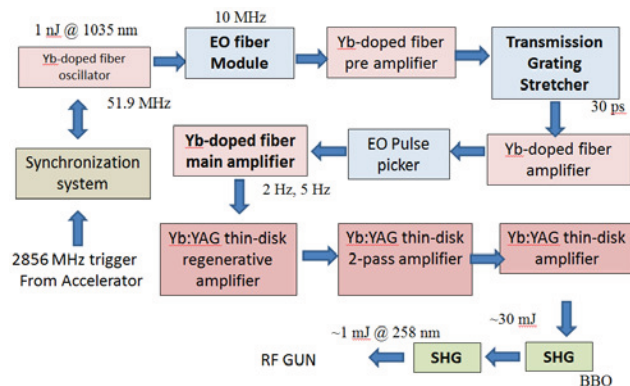 1 nJ @ 1035 nm
Yb-doped fiber
oscillator
10 MHz
EO fiber
Module
Yb-doped fiber
pre amplifier
Transmission
Grating
Stretcher
51.9 MHz
30 ps
Synchronization
system
Yb-doped fiber
main amplifier
EO Pulse
picker
Yb-doped fiber
amplifier
2 Hz, 5 Hz
2856 MHz trigger
From Accelerator
Yb:YAG thin-disk
regenerative
amplifier
Yb:YAG thin-disk
2-pass amplifier
Yb:YAG thin-disk
amplifier
~30 mJ
~1 mJ @ 258 nm
RF GUN
SHG
SHG
BBO